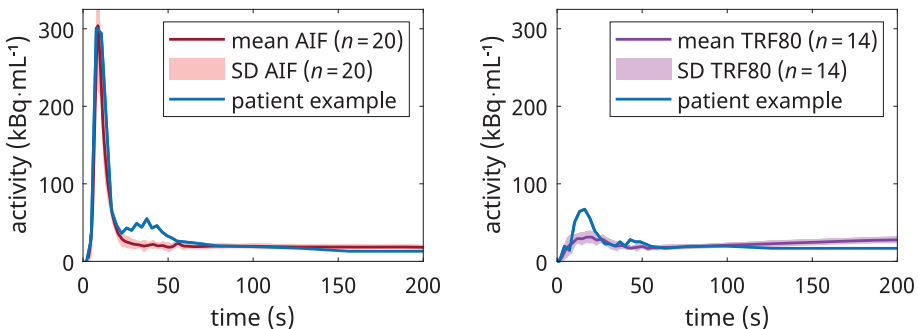 300
200
100
0
activity (kBq·mL⁻¹)
mean AIF (n=20)
SD AIF (n=20)
patient example
0 50 100 150 200
time (s)
300
200
100
0
activity (kBq·mL⁻¹)
mean TRF80 (n=14)
SD TRF80 (n=14)
patient example
0 50 100 150 200
time (s)